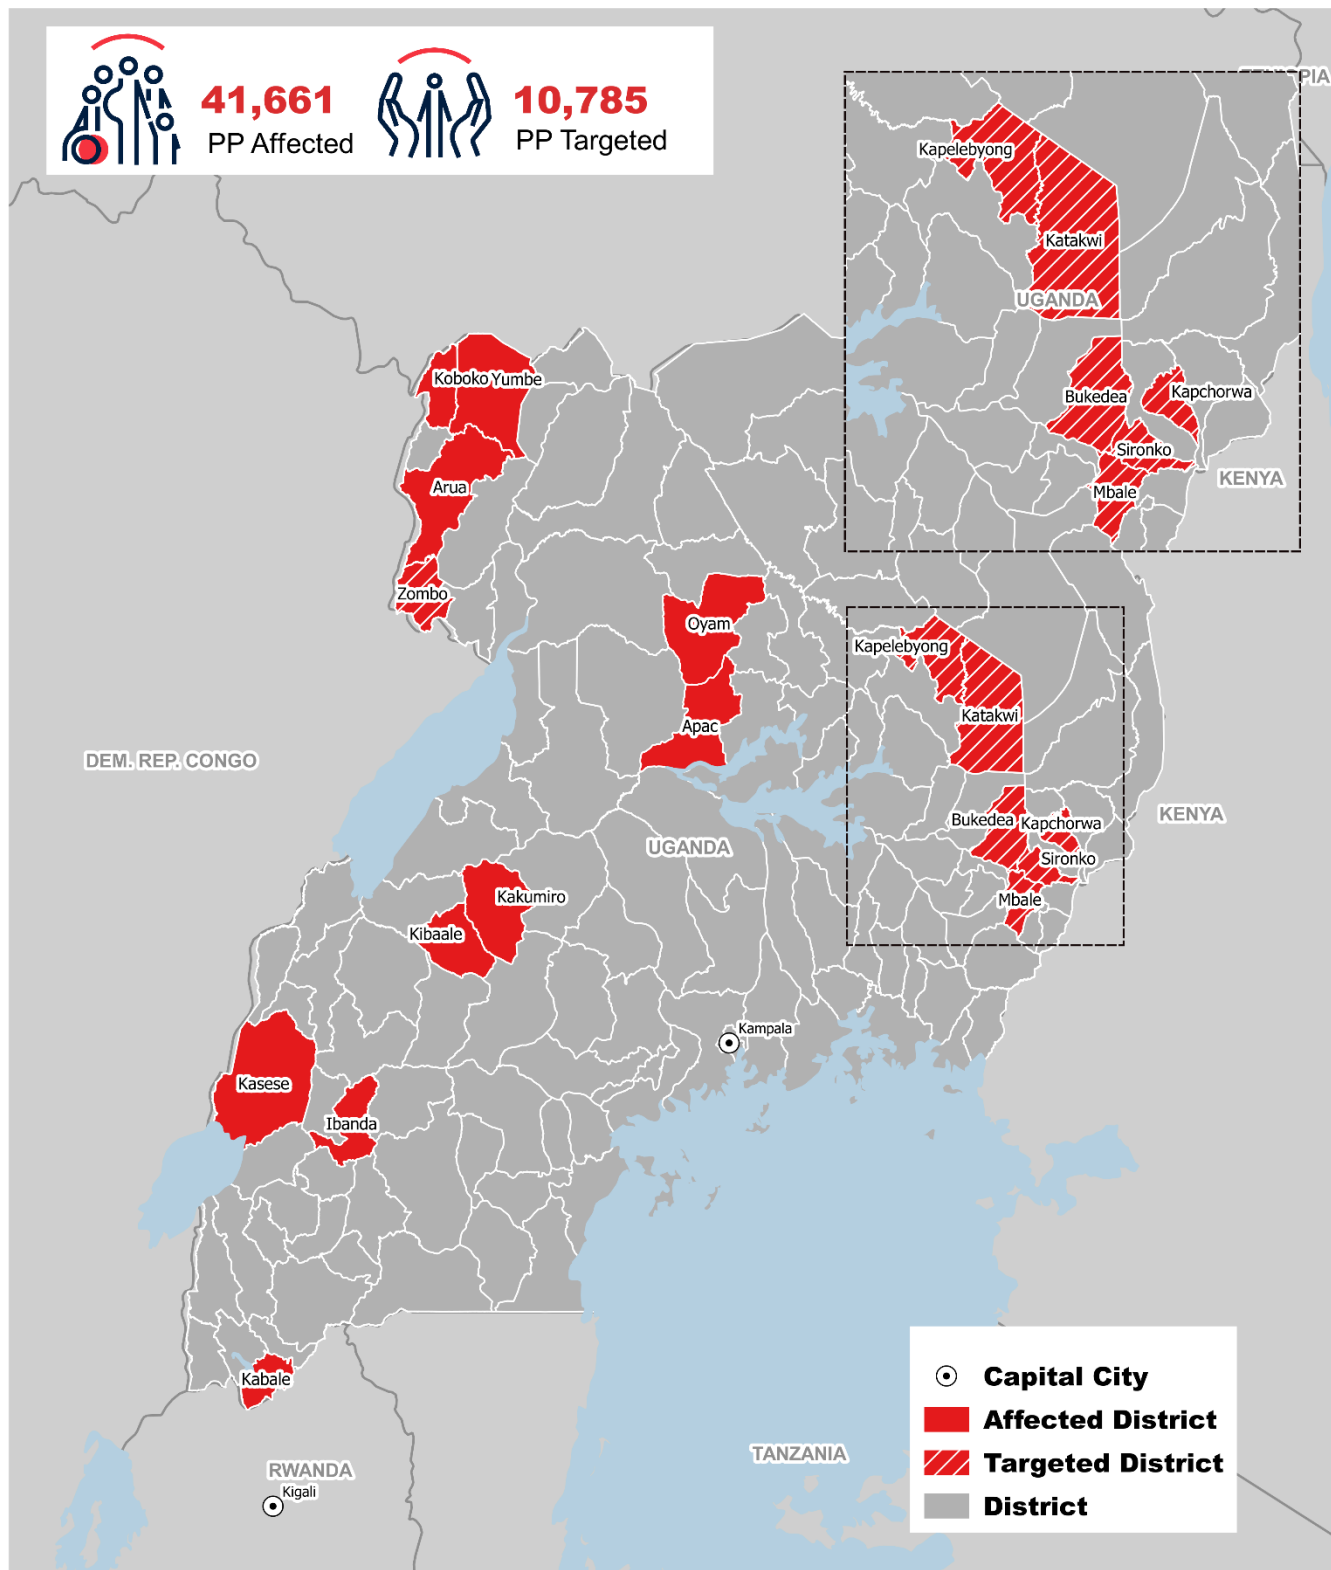 41,661
PP Affected
10,785
PP Targeted
Kapelebyong
Katakwi
UGANDA
Bukedea
Kapchorwa
Sironko
Mbale
KENYA
Koboko
Yumbe
Arua
Zombo
Oyam
Apac
Kapelebyong
Katakwi
Bukedea
Kapchorwa
Sironko
Mbale
DEM. REP. CONGO
KENYA
UGANDA
Kakumiro
Kibaale
Kampala
Kasese
Ibanda
Kabale
RWANDA
Kigali
TANZANIA
Capital City
Affected District
Targeted District
District